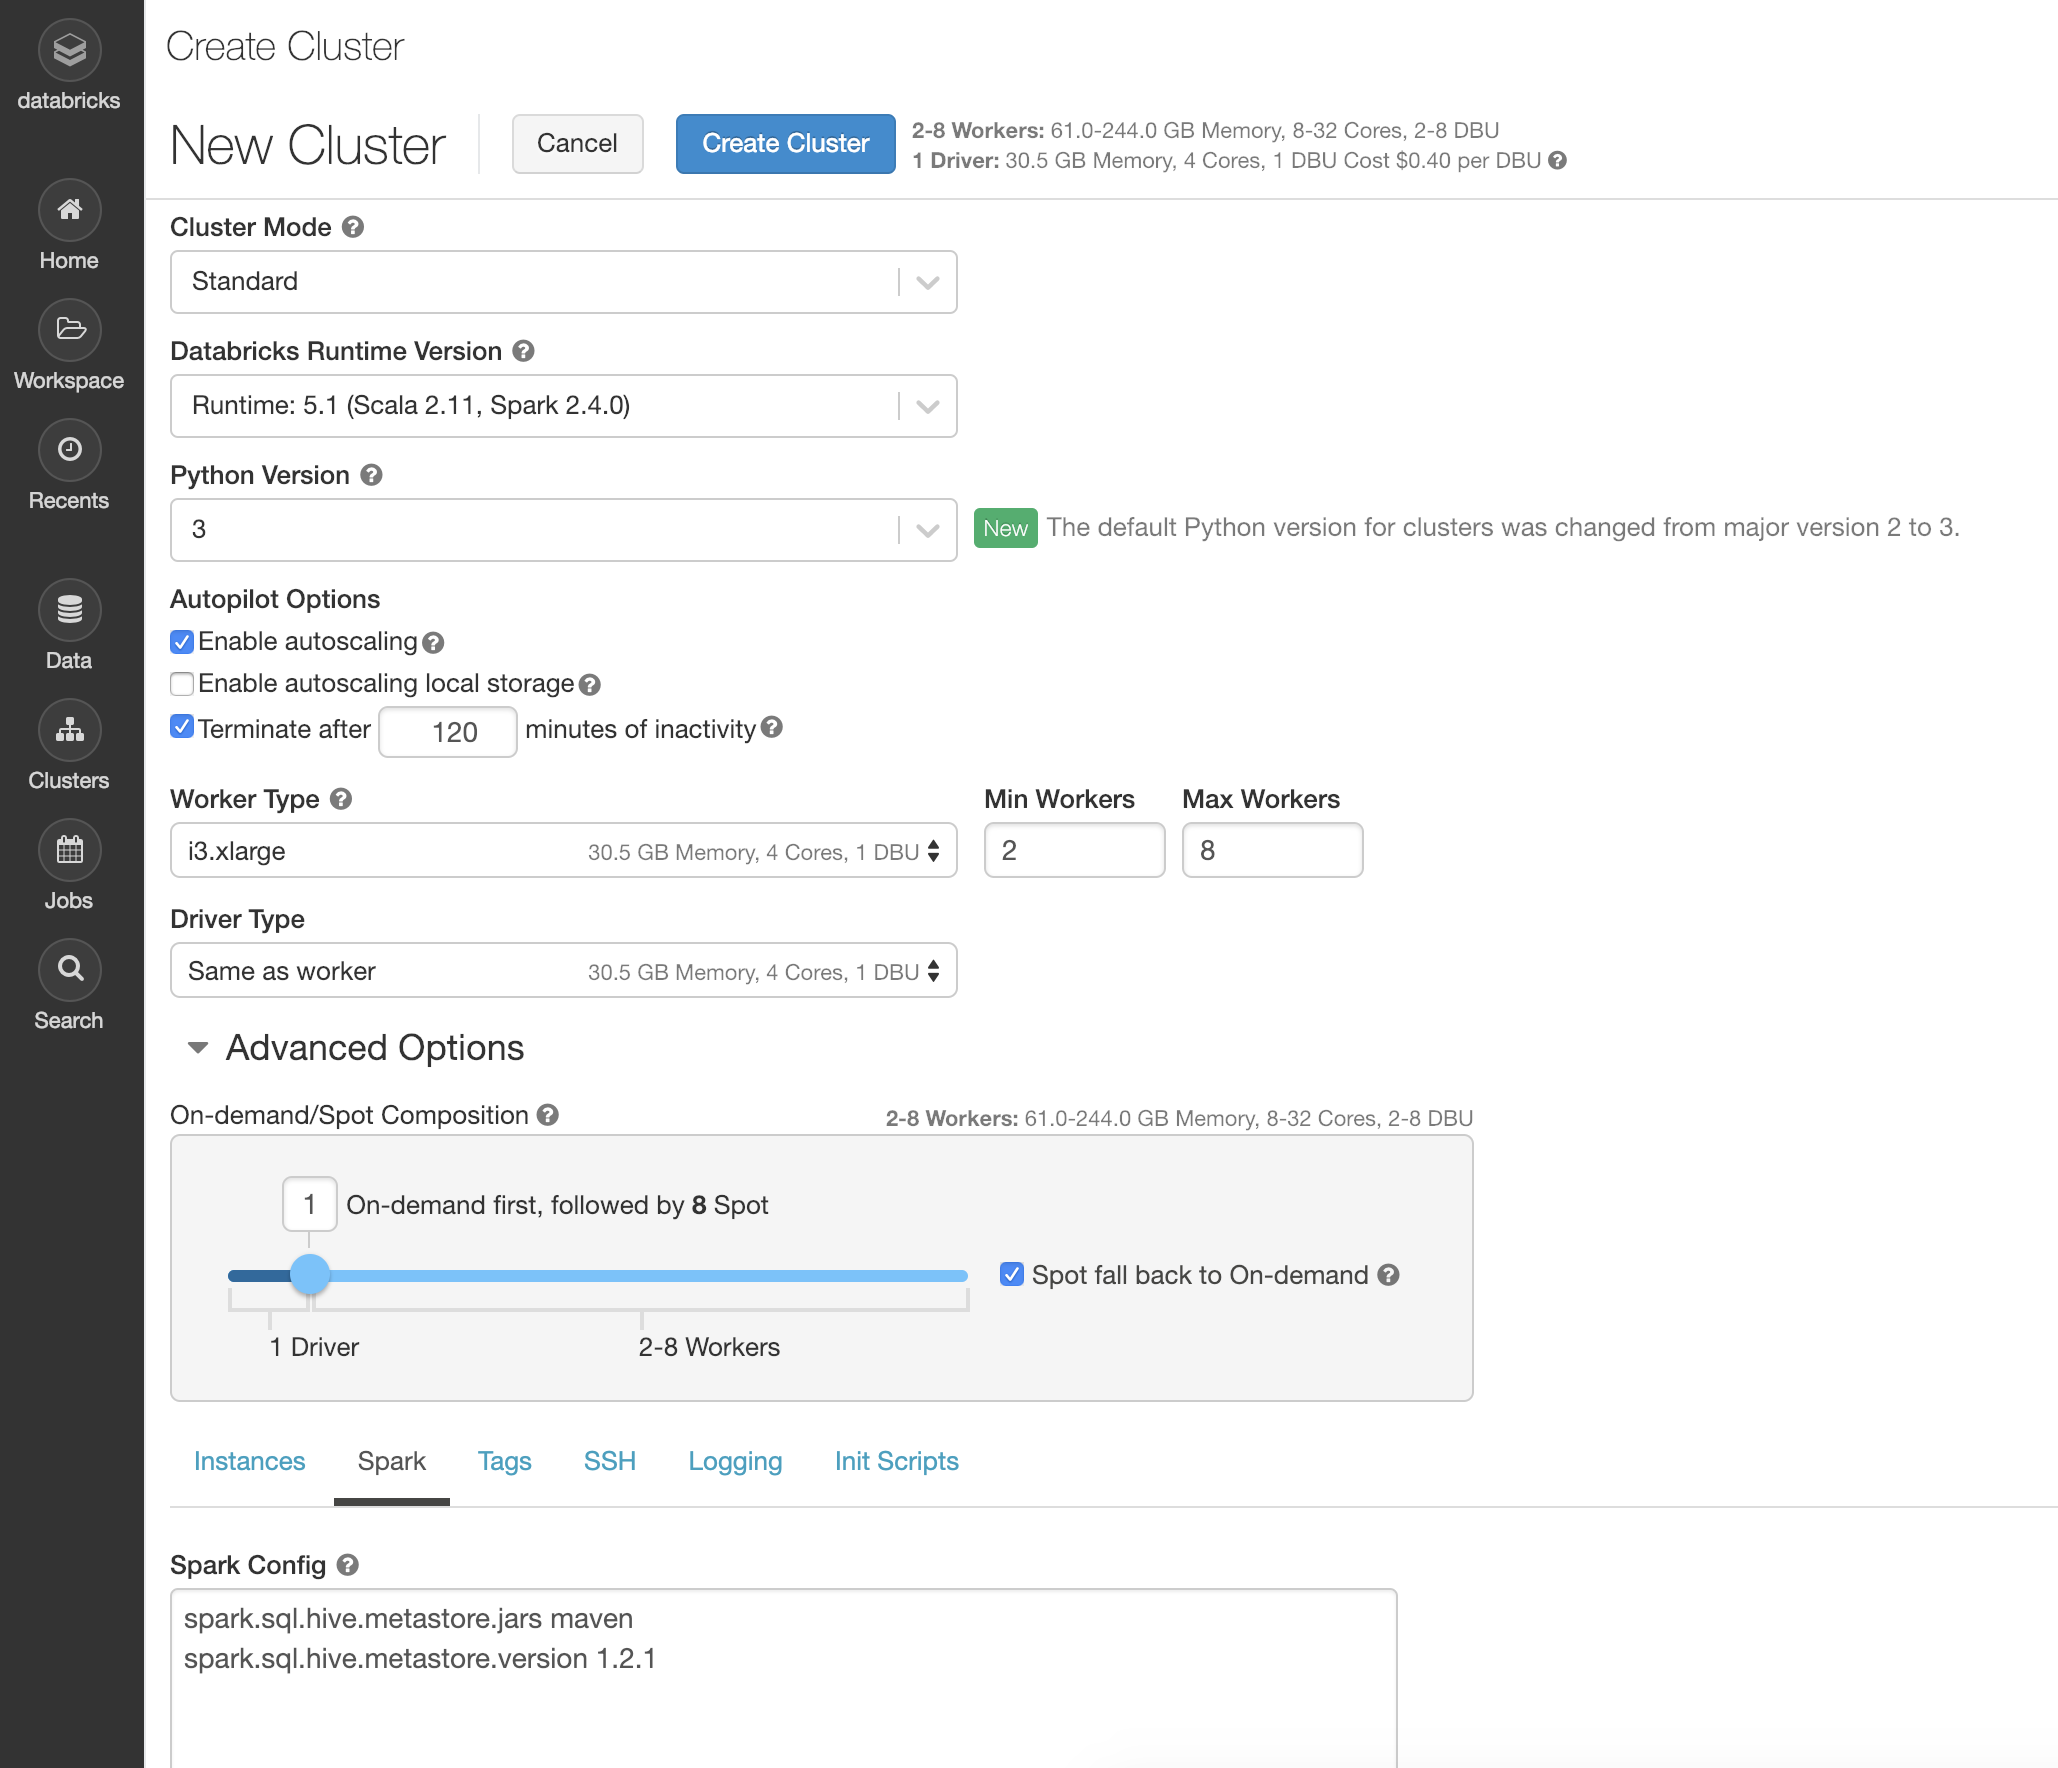 databricks
Home
Workspace
Recents
Data
Clusters
Jobs
Search
Create Cluster
New Cluster
Cancel
Create Cluster
2-8 Workers: 61.0-244.0 GB Memory, 8-32 Cores, 2-8 DBU
1 Driver: 30.5 GB Memory, 4 Cores, 1 DBU Cost $0.40 per DBU ?
Cluster Mode ?
Standard
Databricks Runtime Version ?
Runtime: 5.1 (Scala 2.11, Spark 2.4.0)
Python Version ?
3
New The default Python version for clusters was changed from major version 2 to 3.
Autopilot Options
Enable autoscaling ?
Enable autoscaling local storage ?
Terminate after 120 minutes of inactivity ?
Worker Type ? Min Workers Max Workers
i3.xlarge 30.5 GB Memory, 4 Cores, 1 DBU 2 8
Driver Type
Same as worker 30.5 GB Memory, 4 Cores, 1 DBU
Advanced Options
On-demand/Spot Composition ? 2-8 Workers: 61.0-244.0 GB Memory, 8-32 Cores, 2-8 DBU
1 On-demand first, followed by 8 Spot
Spot fall back to On-demand ?
1 Driver 2-8 Workers
Instances Spark Tags SSH Logging Init Scripts
Spark Config ?
spark.sql.hive.metastore.jars maven
spark.sql.hive.metastore.version 1.2.1